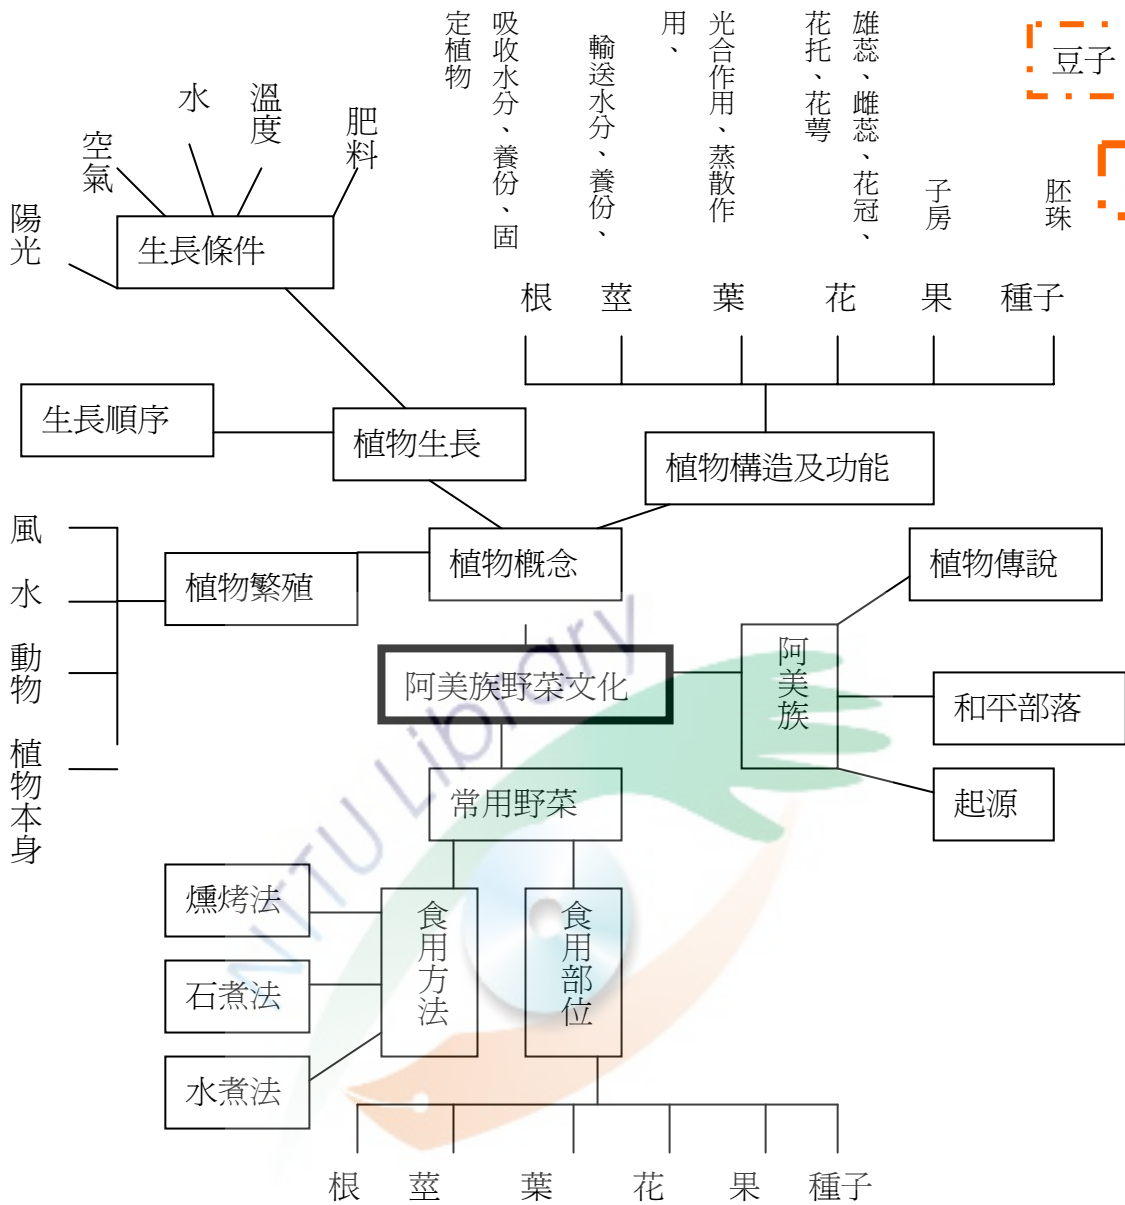 吸收水分、養份、固
定植物
輸送水分、養份、
光合作用、蒸散作
用、
雄蕊、雌蕊、花冠、
花托、花萼
子房
胚珠
豆子
陽光
空氣
水
溫度
肥料
生長條件
根
莖
葉
花
果
種子
生長順序
植物生長
植物構造及功能
風
水
動物
植物本身
植物繁殖
植物概念
植物傳說
阿美族野菜文化
阿美族
和平部落
起源
常用野菜
燻烤法
石煮法
水煮法
食用方法
食用部位
根
莖
葉
花
果
種子
NTTU Library